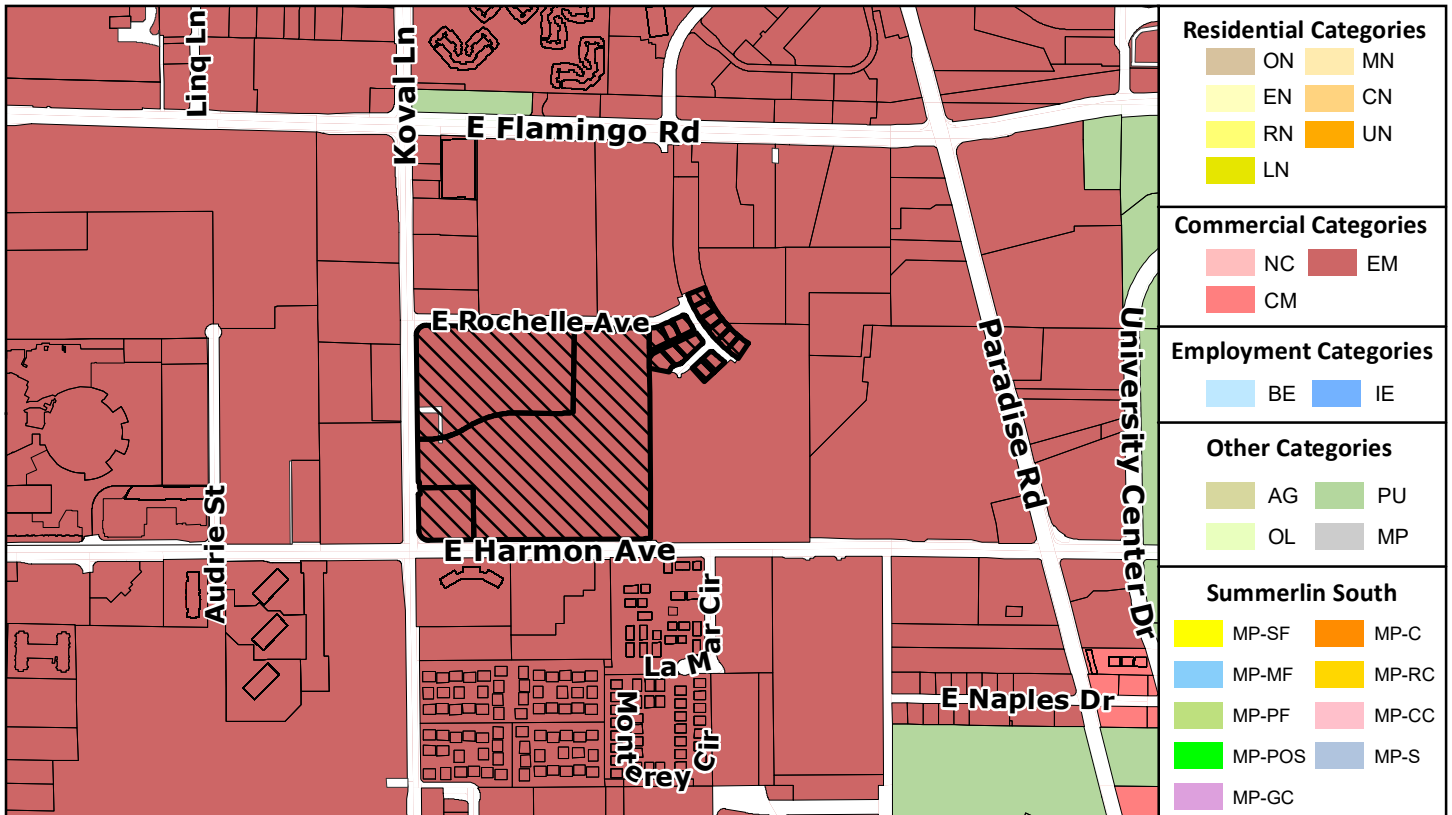 Linq Ln
Koval Ln
E Flamingo Rd
E Rochelle Ave
Paradise Rd
University Center Dr
Audrie St
E Harmon Ave
La Mar Cir
E Naples Dr
Monterey Cir
Residential Categories
ON MN
EN CN
RN UN
LN
Commercial Categories
NC EM
CM
Employment Categories
BE IE
Other Categories
AG PU
OL MP
Summerlin South
MP-SF MP-C
MP-MF MP-RC
MP-PF MP-CC
MP-POS MP-S
MP-GC